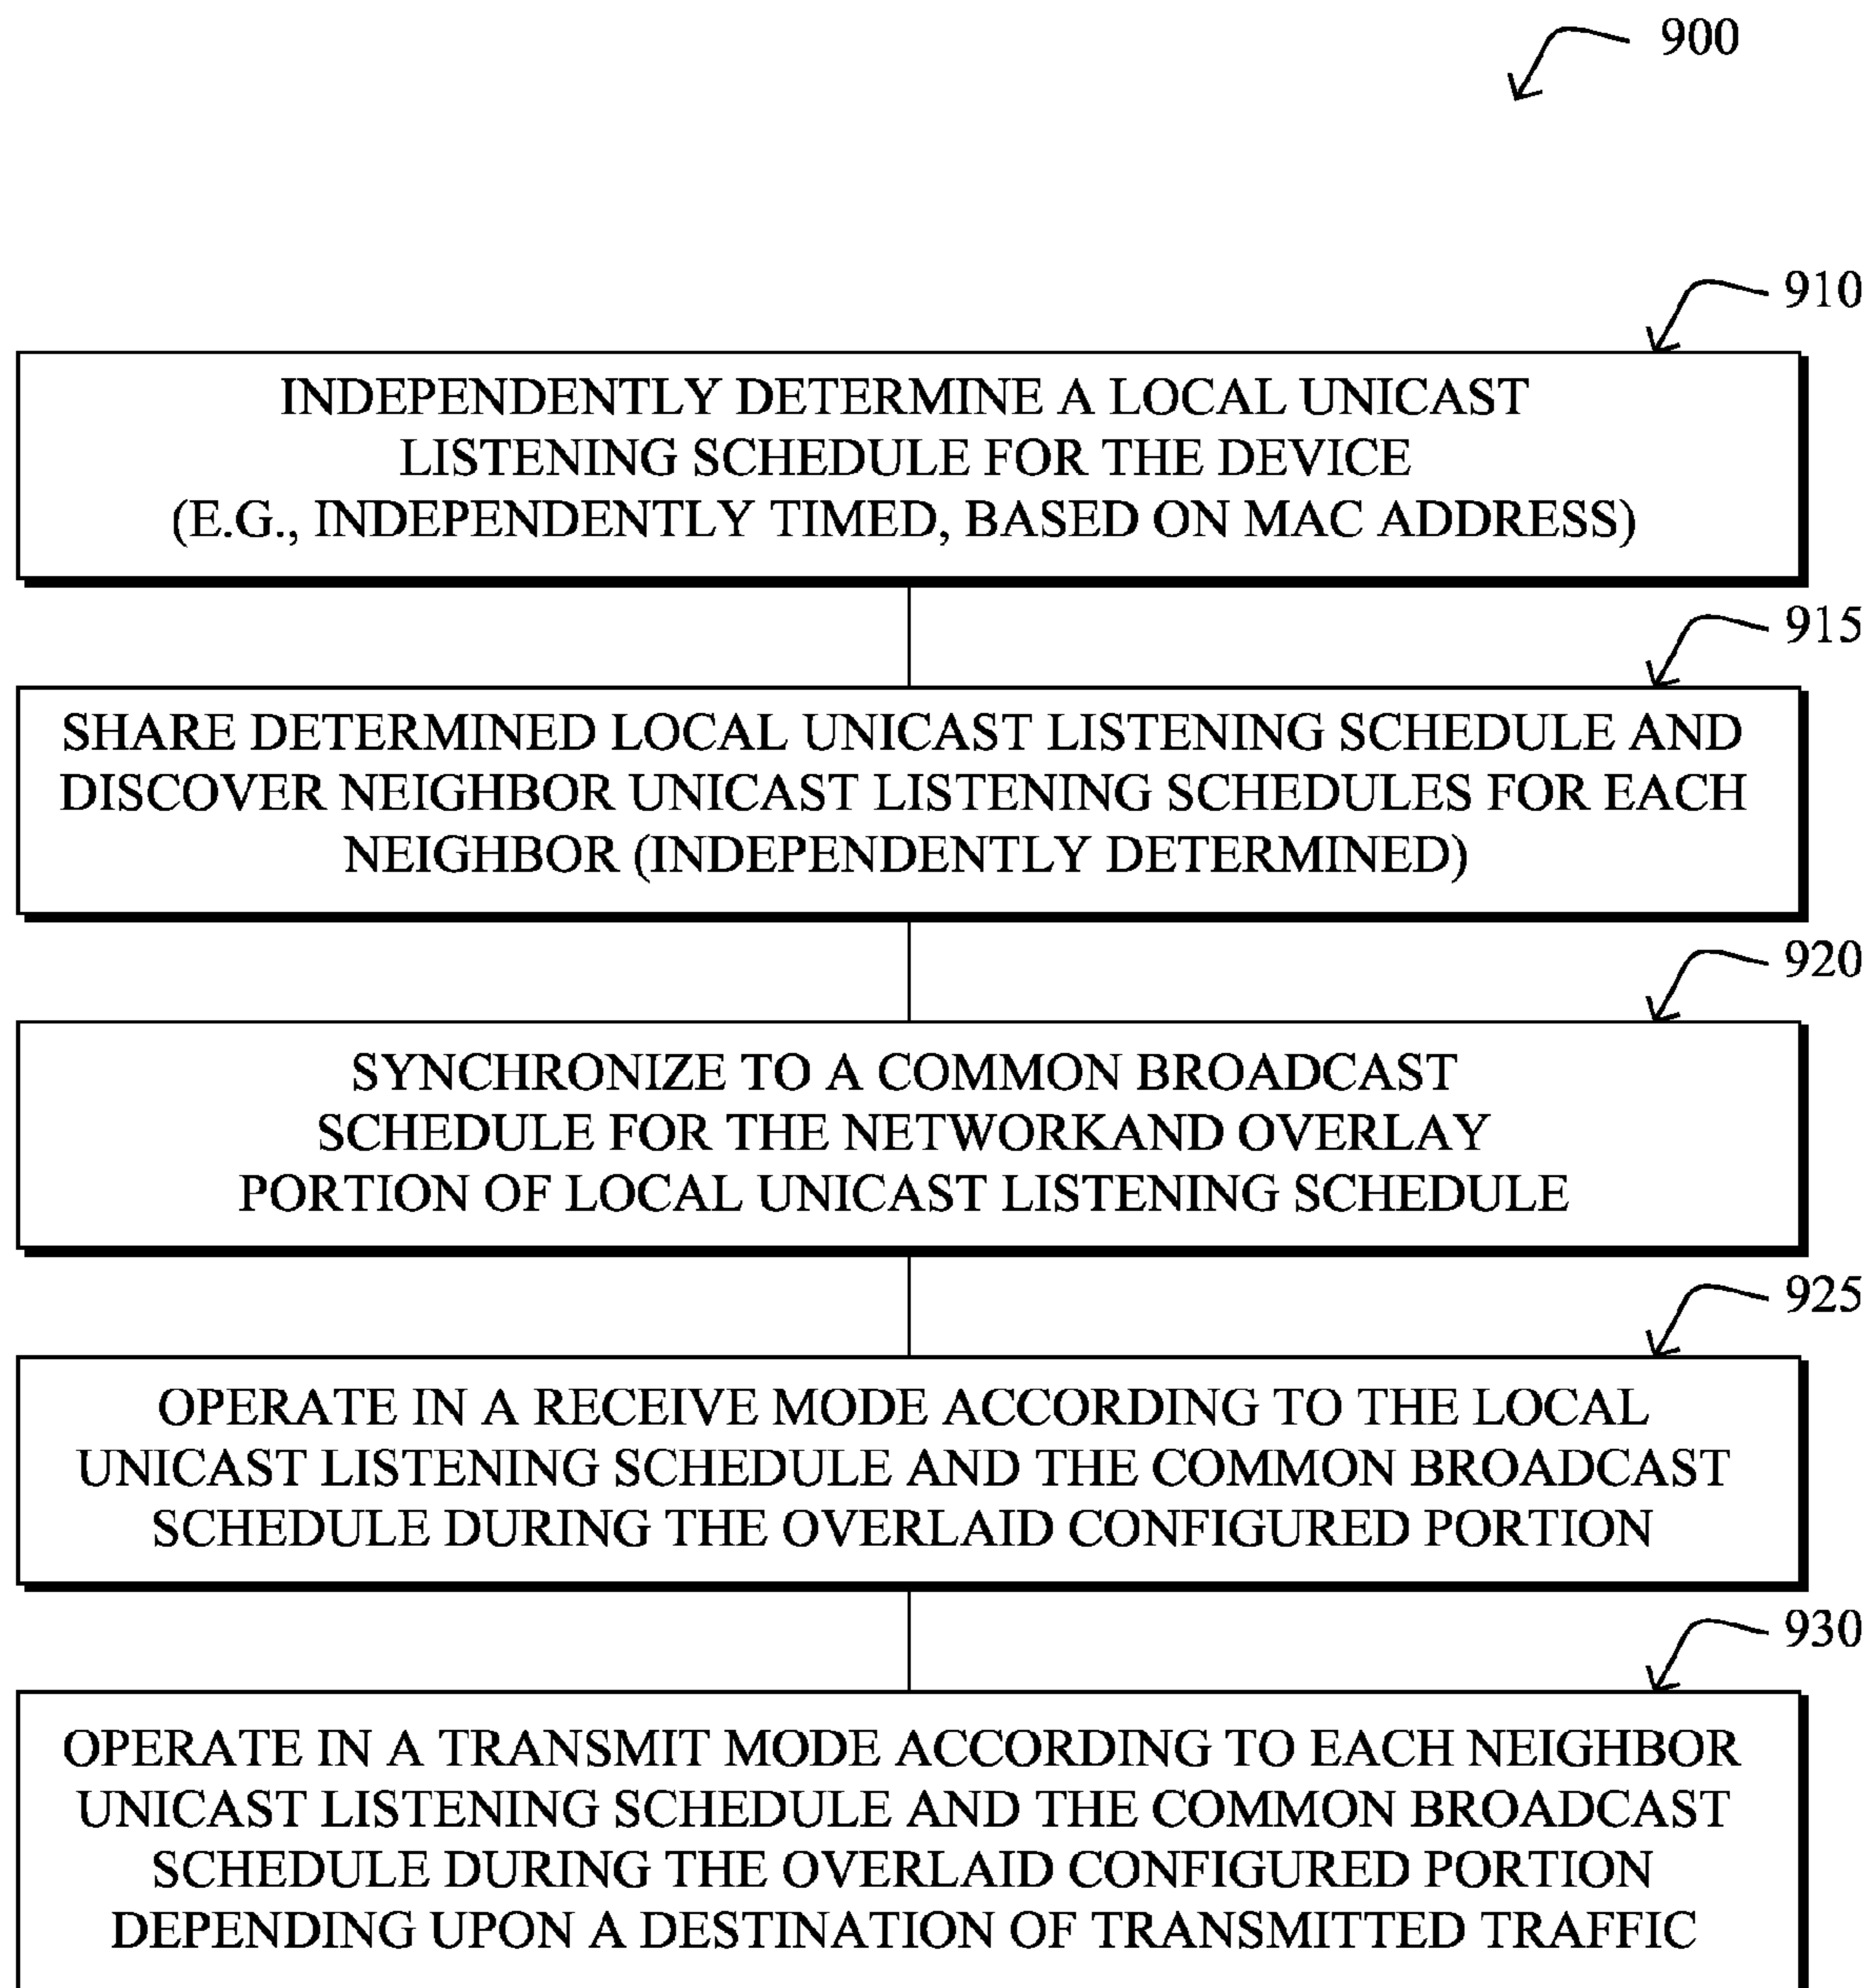 900
910
INDEPENDENTLY DETERMINE A LOCAL UNICAST
LISTENING SCHEDULE FOR THE DEVICE
(E.G., INDEPENDENTLY TIMED, BASED ON MAC ADDRESS)
915
SHARE DETERMINED LOCAL UNICAST LISTENING SCHEDULE AND
DISCOVER NEIGHBOR UNICAST LISTENING SCHEDULES FOR EACH
NEIGHBOR (INDEPENDENTLY DETERMINED)
920
SYNCHRONIZE TO A COMMON BROADCAST
SCHEDULE FOR THE NETWORKAND OVERLAY
PORTION OF LOCAL UNICAST LISTENING SCHEDULE
925
OPERATE IN A RECEIVE MODE ACCORDING TO THE LOCAL
UNICAST LISTENING SCHEDULE AND THE COMMON BROADCAST
SCHEDULE DURING THE OVERLAID CONFIGURED PORTION
930
OPERATE IN A TRANSMIT MODE ACCORDING TO EACH NEIGHBOR
UNICAST LISTENING SCHEDULE AND THE COMMON BROADCAST
SCHEDULE DURING THE OVERLAID CONFIGURED PORTION
DEPENDING UPON A DESTINATION OF TRANSMITTED TRAFFIC